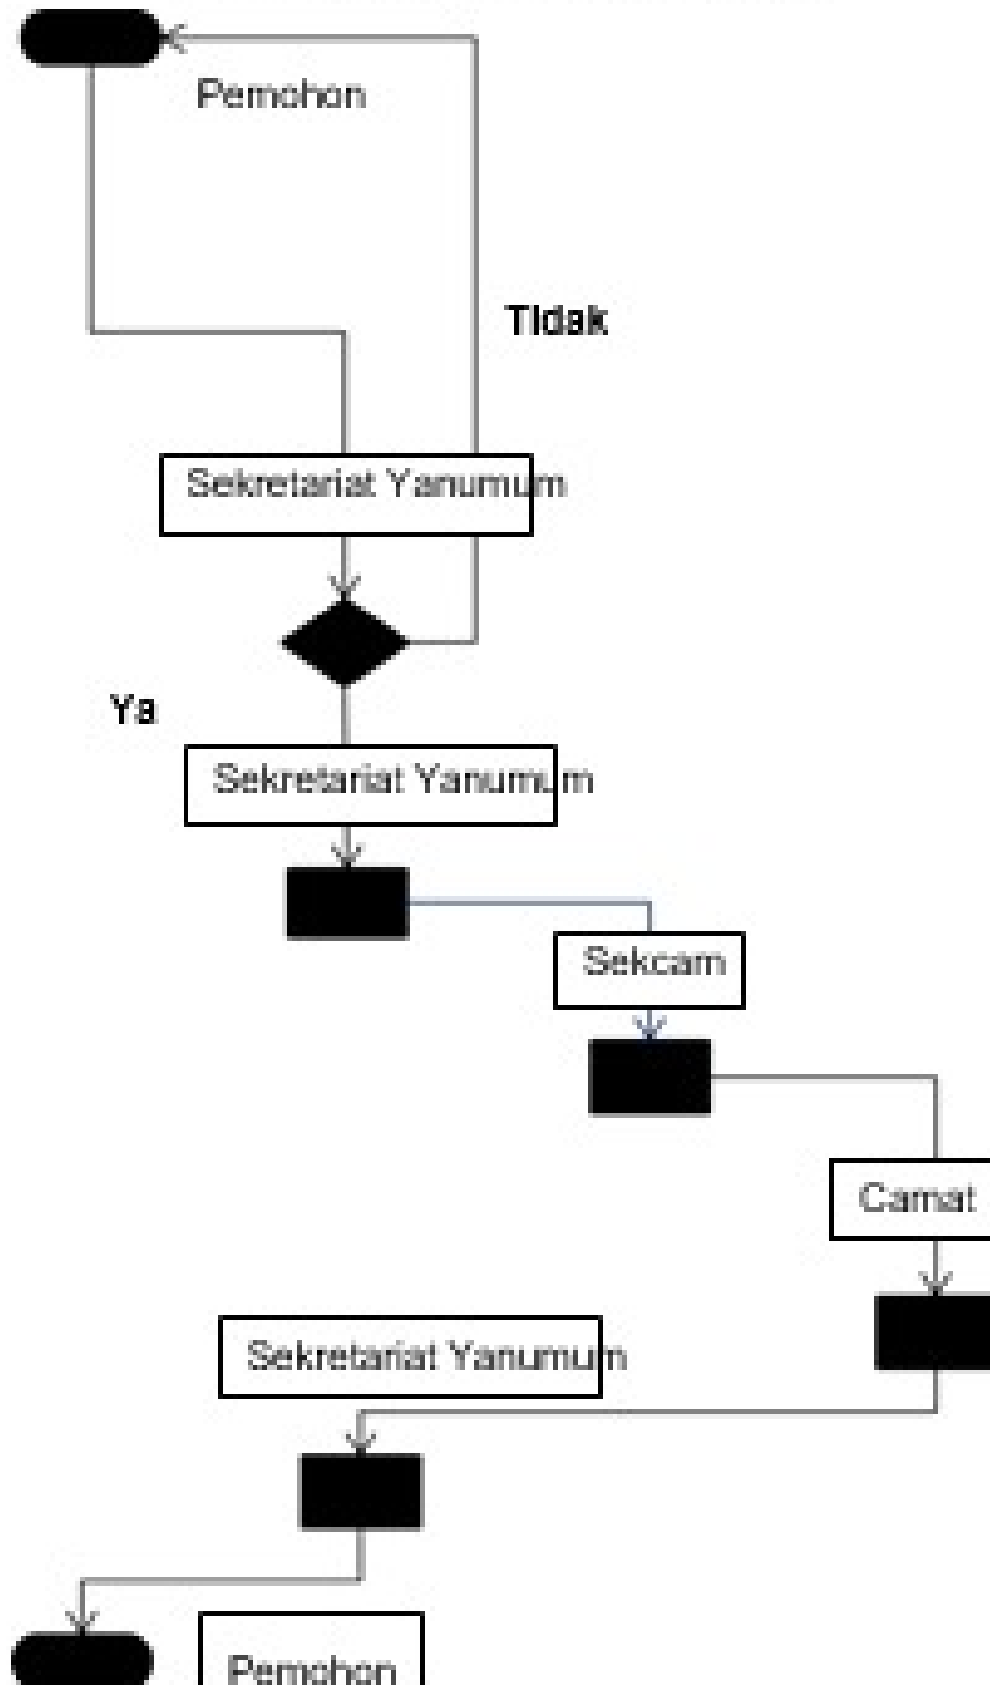 Pemohon
Tidak
Sekretariat Yanumum
Ya
Sekretariat Yanumum
Sekcam
Camat
Sekretariat Yanumum
Pemohon